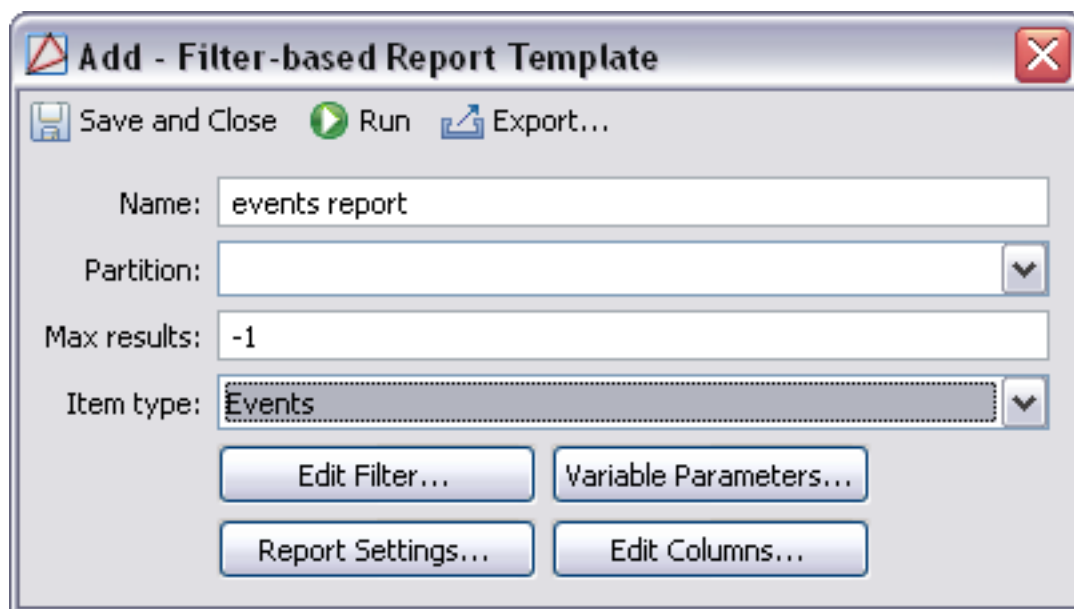 Add - Filter-based Report Template
Save and Close Run Export...
Name: events report
Partition:
Max results: -1
Item type: Events
Edit Filter... Variable Parameters...
Report Settings... Edit Columns...